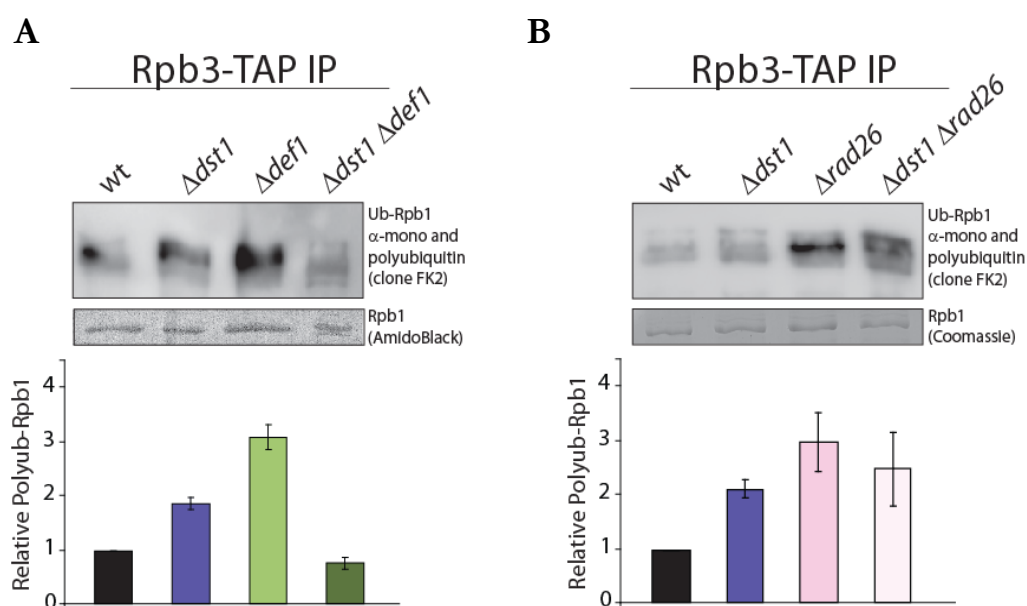 A
Rpb3-TAP IP
wt
Δdst1
Δdef1
Δdst1 Δdef1
Ub-Rpb1
α-mono and
polyubiquitin
(clone FK2)
Rpb1
(AmidoBlack)
Relative Polyub-Rpb1
4
3
2
1
0
B
Rpb3-TAP IP
wt
Δdst1
Δrad26
Δdst1 Δrad26
Ub-Rpb1
α-mono and
polyubiquitin
(clone FK2)
Rpb1
(Coomassie)
Relative Polyub-Rpb1
4
3
2
1
0